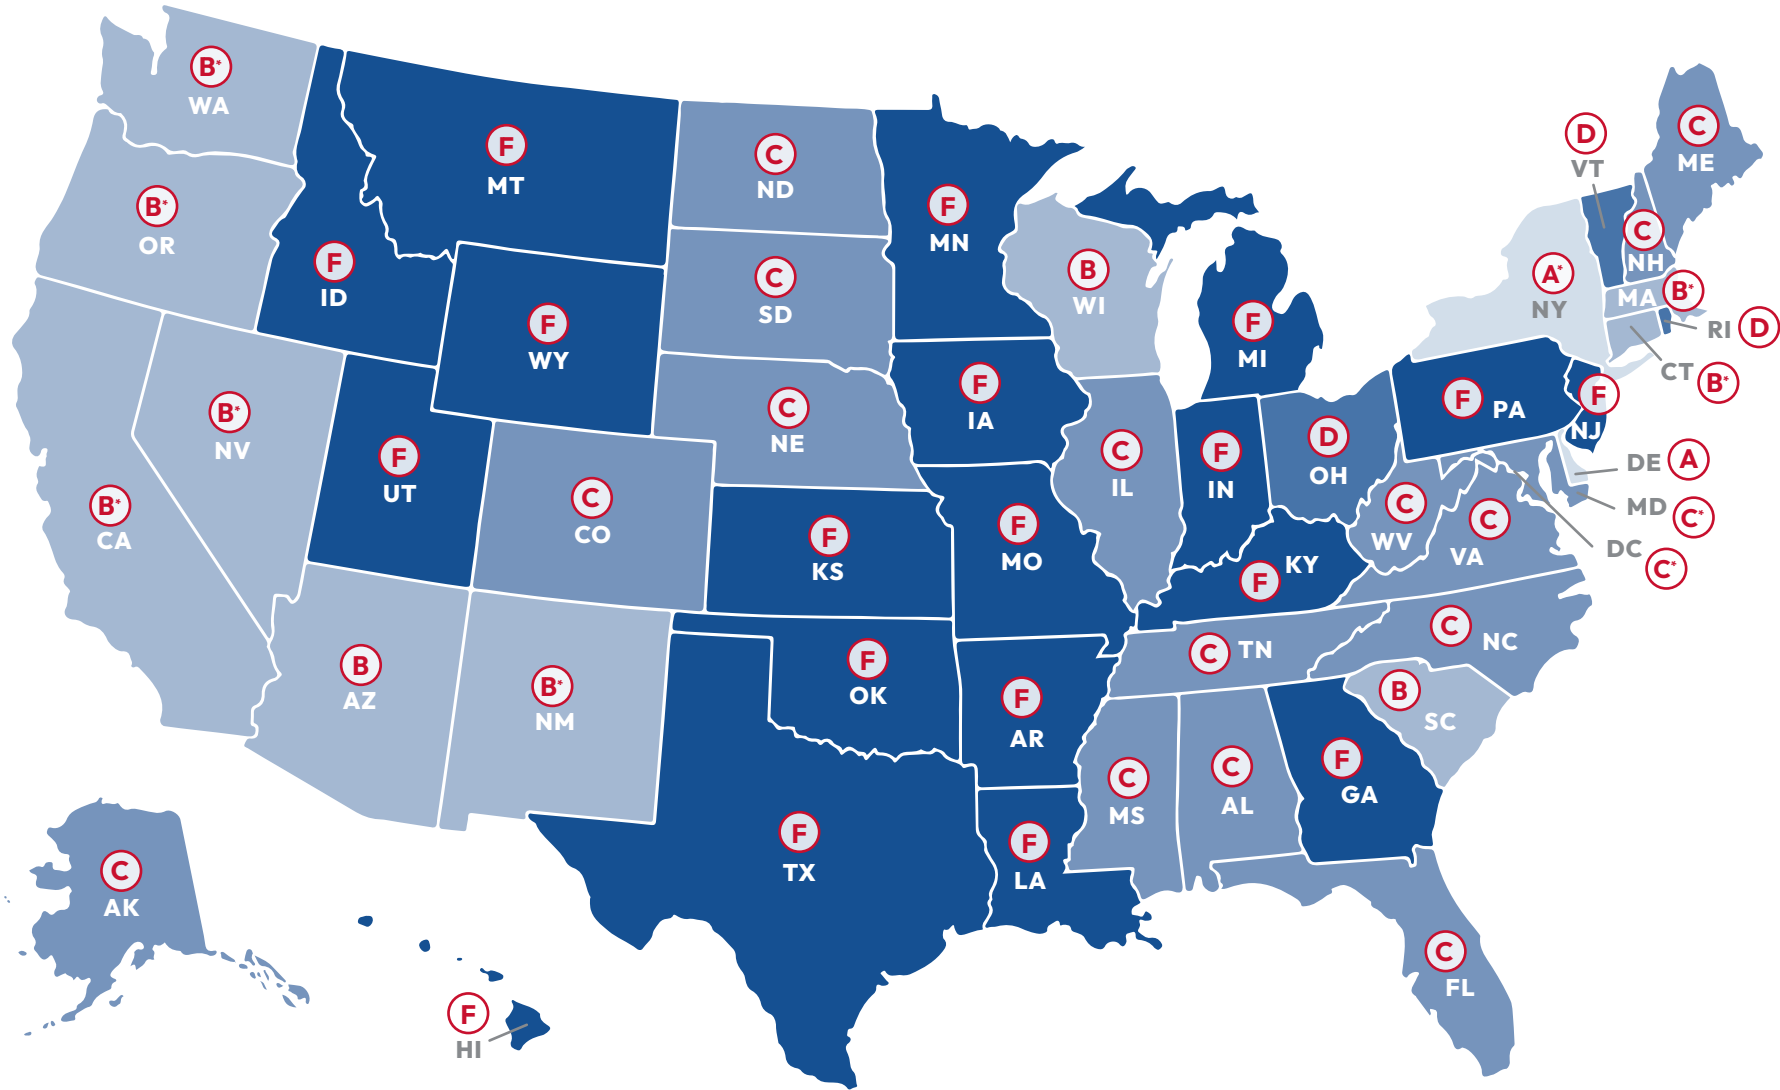 B*
WA
B*
OR
B*
CA
B*
NV
F
ID
F
MT
F
WY
F
UT
C
CO
B
AZ
B*
NM
C
ND
C
SD
C
NE
F
KS
F
OK
F
TX
F
MN
F
IA
F
MO
F
AR
F
LA
B
WI
C
IL
F
MI
F
IN
D
OH
F KY
C TN
C
MS
C
AL
F
GA
C
FL
B
SC
C NC
C
VA
C
WV
F PA
A*
NY
D
VT
C
NH
C
ME
MA B*
RI D
CT B*
F
NJ
DE A
MD C*
DC C*
C
AK
F
HI